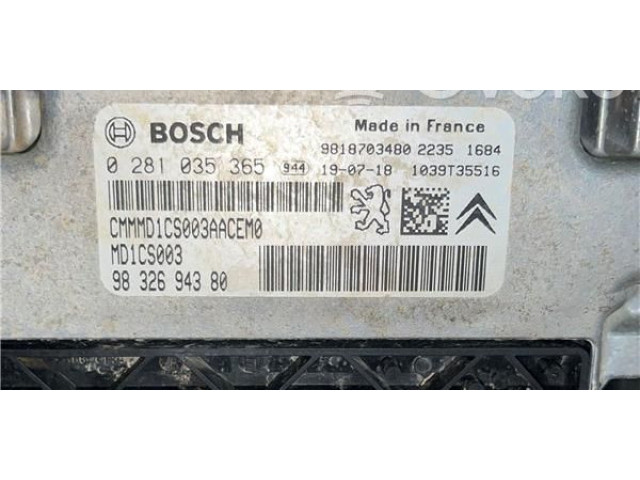 BOSCH
Made in France
9818703480 2235 1684
0 281 035 365 944 19-07-18 1039T35516
CMMMD1CS003AACEM0
MD1CS003
98 326 943 80